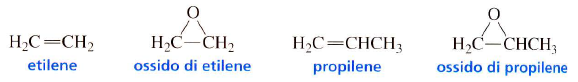 O O
H₂C=CH₂ H₂C—CH₂ H₂C=CHCH₃ H₂C—CHCH₃
etilene ossido di etilene propilene ossido di propilene